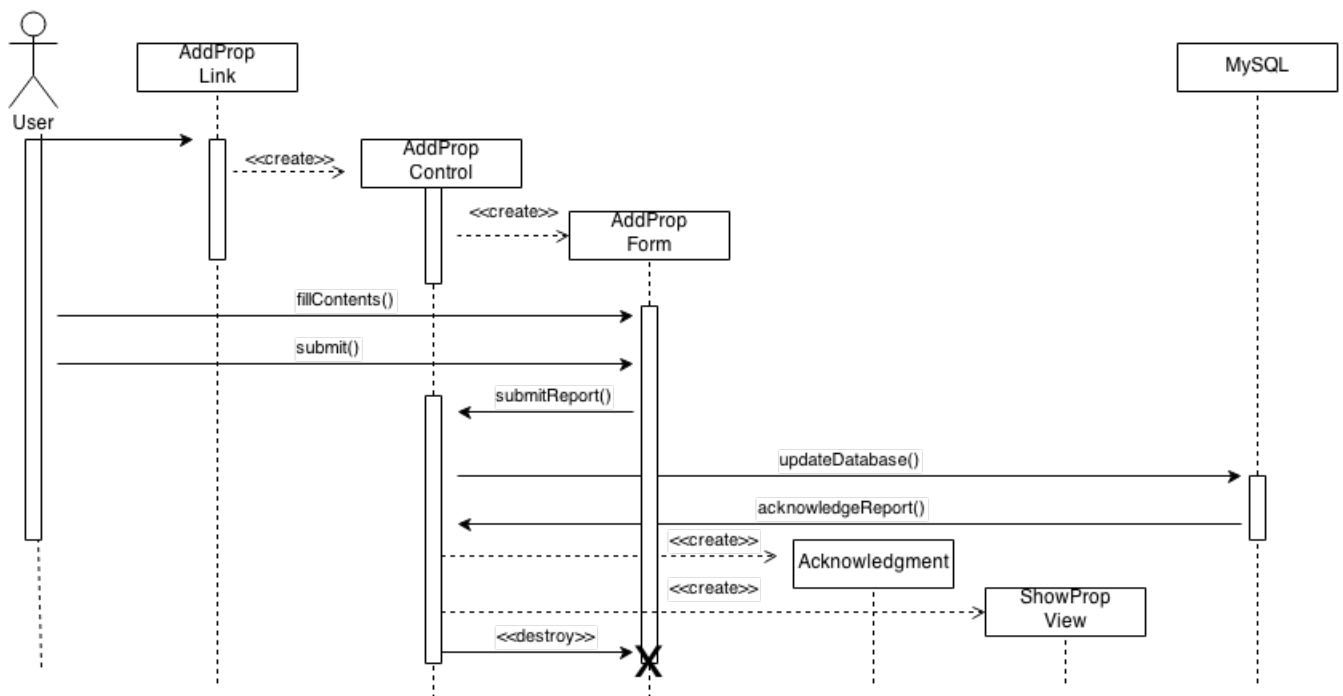 AddProp
Link
MySQL
User
<<create>>
AddProp
Control
<<create>>
AddProp
Form
fillContents()
submit()
submitReport()
updateDatabase()
acknowledgeReport()
<<create>>
Acknowledgment
<<create>>
ShowProp
View
<<destroy>>
X